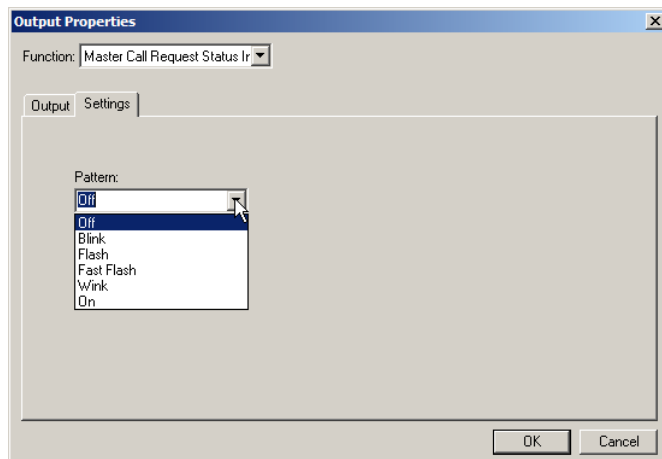 Output Properties
Function: Master Call Request Status Ir
Output Settings
Pattern:
Off
Off
Blink
Flash
Fast Flash
Wink
On
OK Cancel